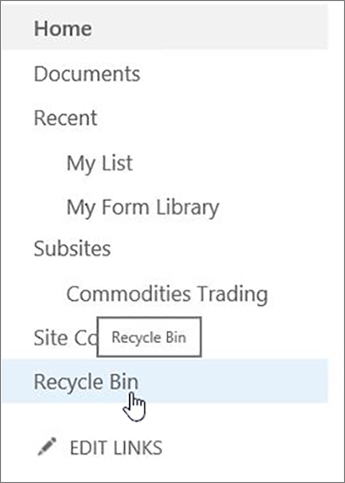 Home
Documents
Recent
My List
My Form Library
Subsites
Commodities Trading
Site Co
Recycle Bin
Recycle Bin
EDIT LINKS